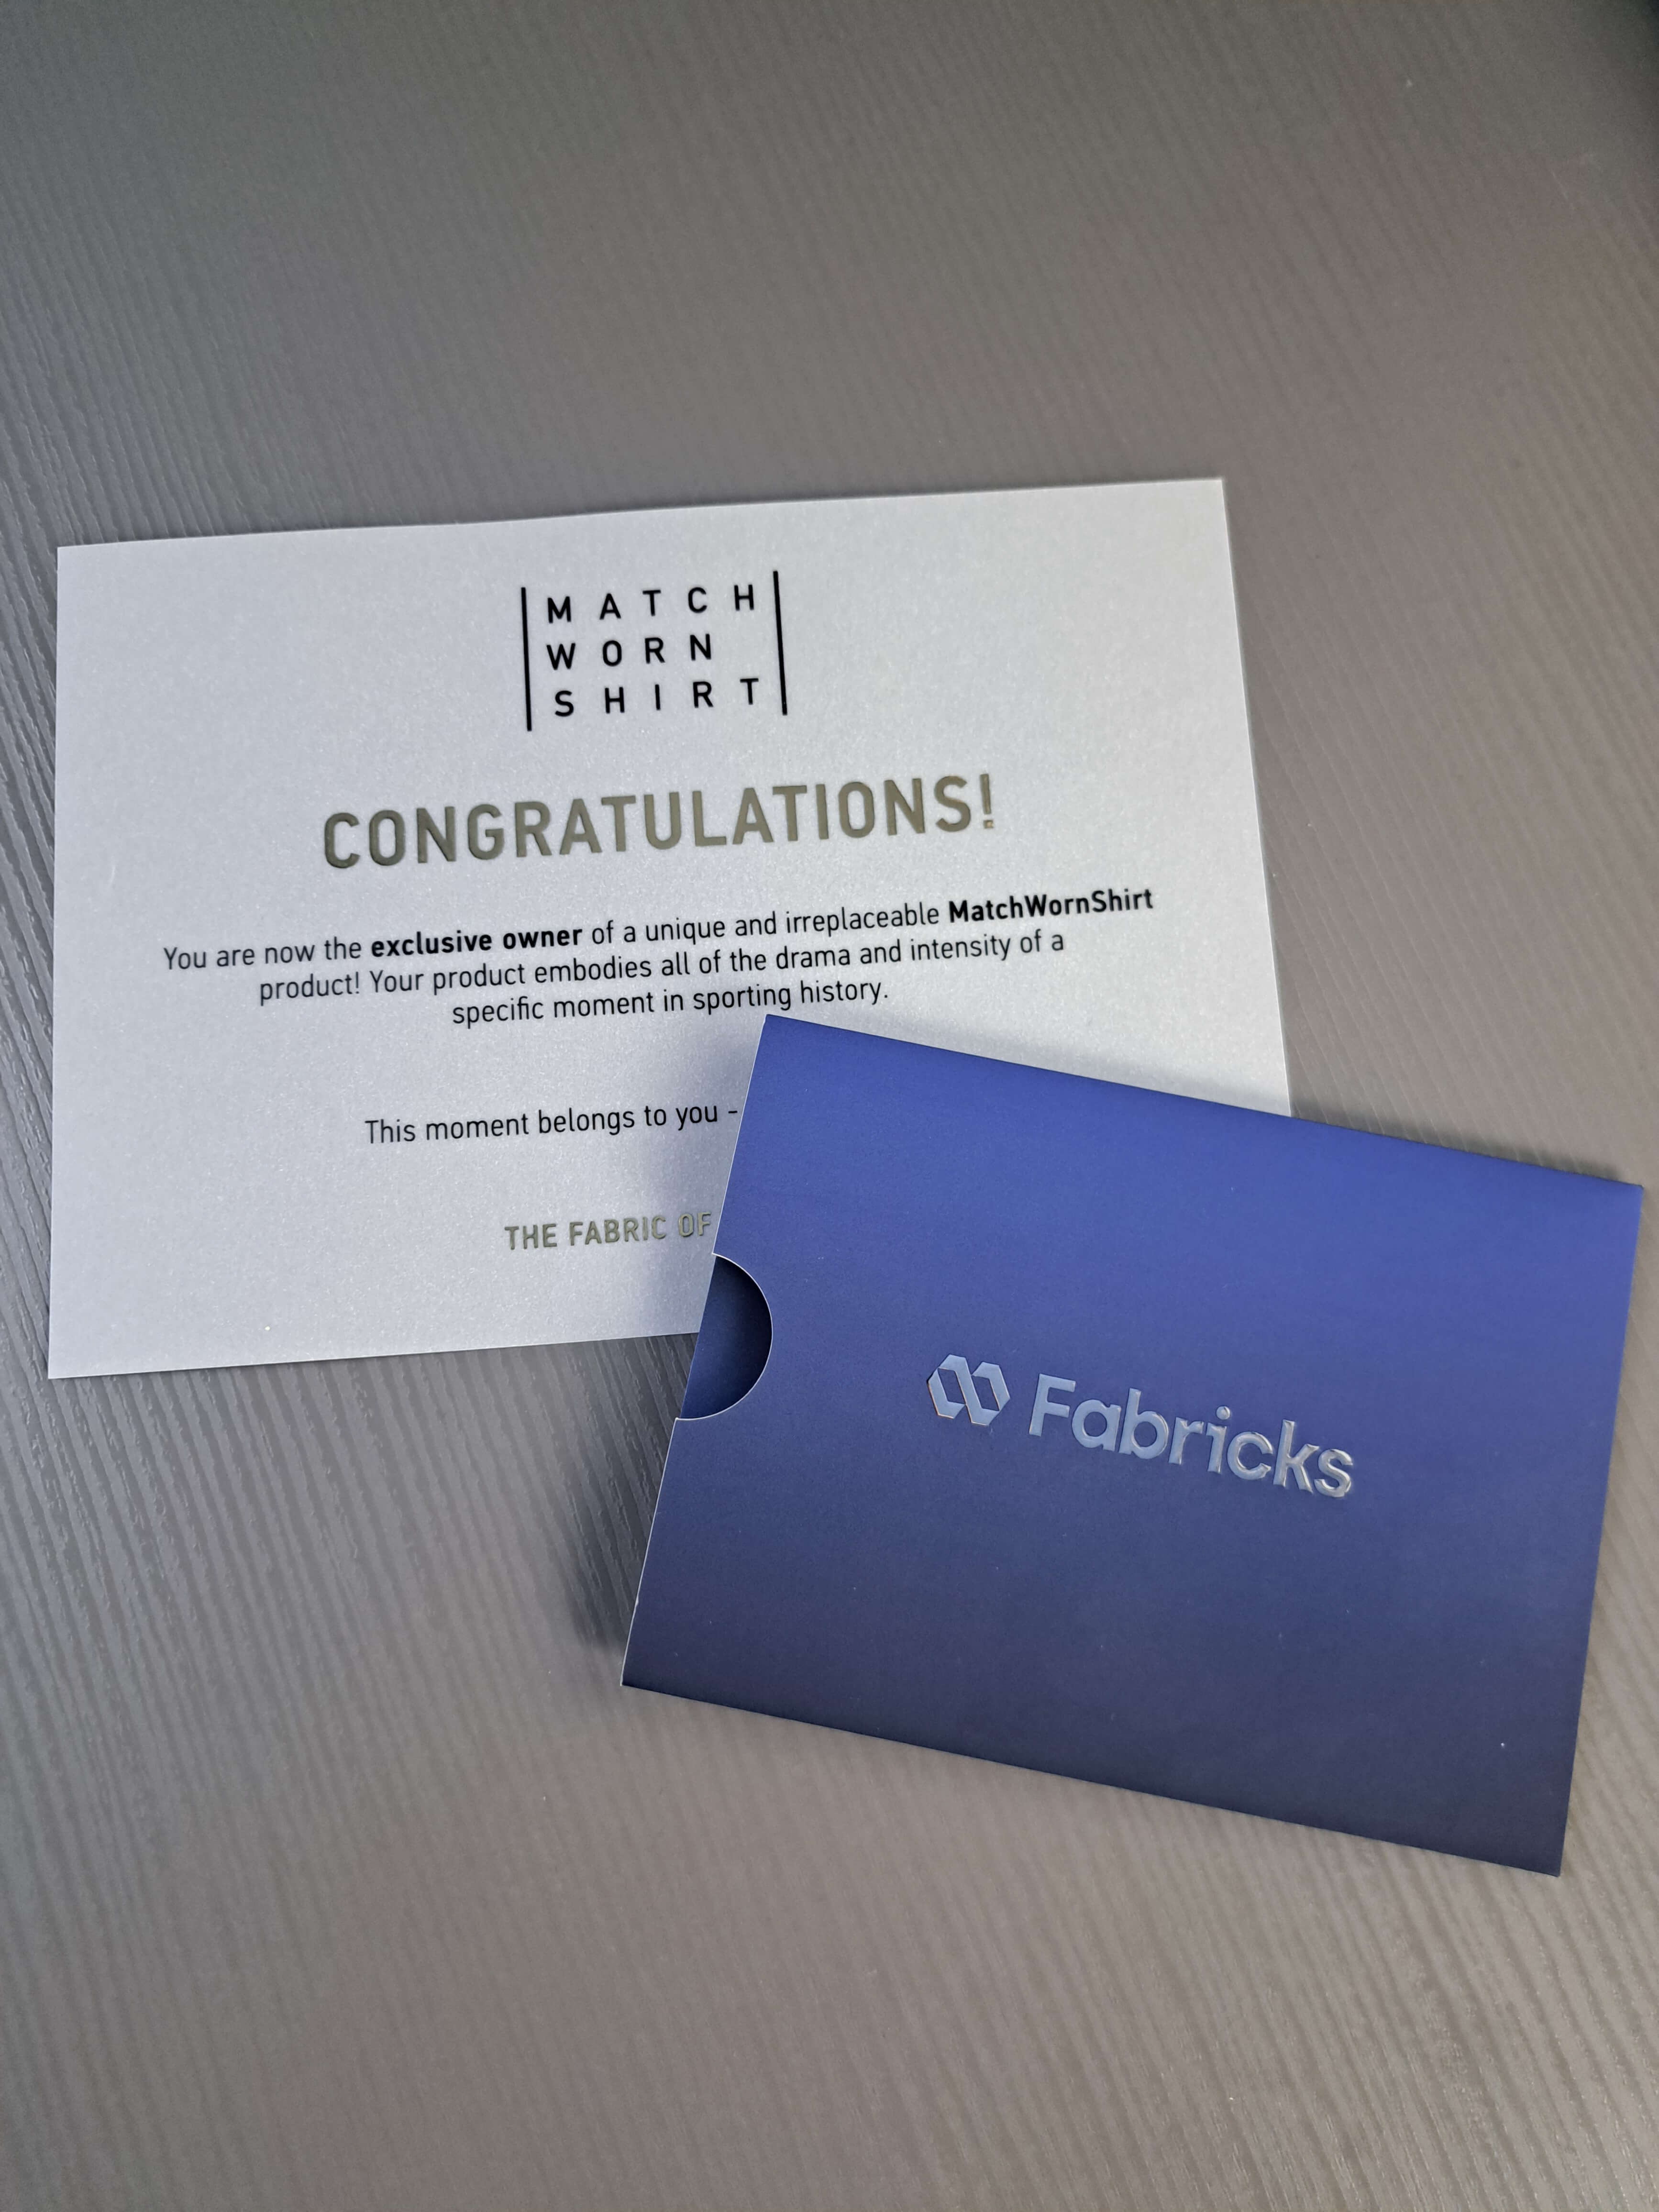 MATCH
WORN
SHIRT
CONGRATULATIONS!
You are now the exclusive owner of a unique and irreplaceable MatchWornShirt
product! Your product embodies all of the drama and intensity of a
specific moment in sporting history.
This moment belongs to you -
THE FABRIC OF
Fabricks